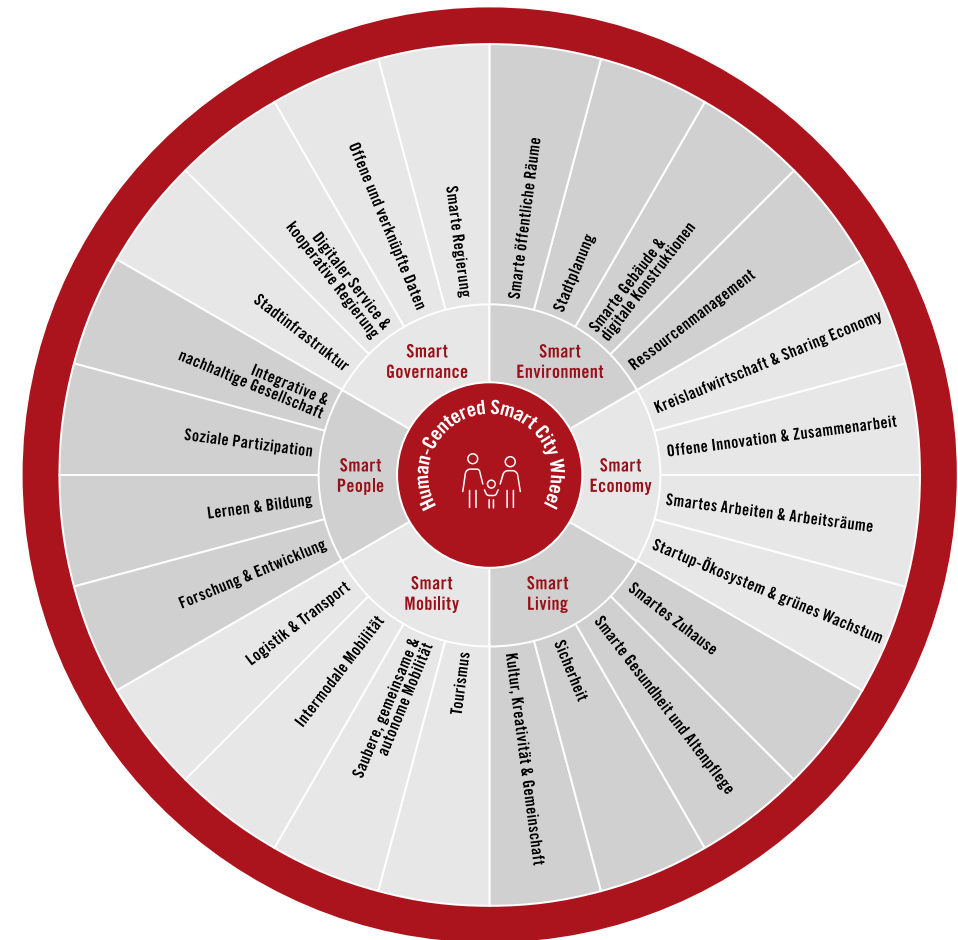 Human-Centered Smart City Wheel
Smart
Environment
Smarte öffentliche Räume
Stadtplanung
Smarte Gebäude &
digitale Konstruktionen
Ressourcenmanagement
Smart
Economy
Kreislaufwirtschaft & Sharing Economy
Offene Innovation & Zusammenarbeit
Smartes Arbeiten & Arbeitsräume
Startup-Ökosystem & grünes Wachstum
Smart
Living
Smartes Zuhause
Smarte Gesundheit und Altenpflege
Sicherheit
Kultur, Kreativität & Gemeinschaft
Smart
Mobility
Tourismus
Saubere, gemeinsame &
autonome Mobilität
Intermodale Mobilität
Logistik & Transport
Smart
People
Forschung & Entwicklung
Lernen & Bildung
Soziale Partizipation
Integrative &
nachhaltige Gesellschaft
Smart
Governance
Stadtinfrastruktur
Digitaler Service &
kooperative Regierung
Offene und verknüpfte Daten
Smarte Regierung